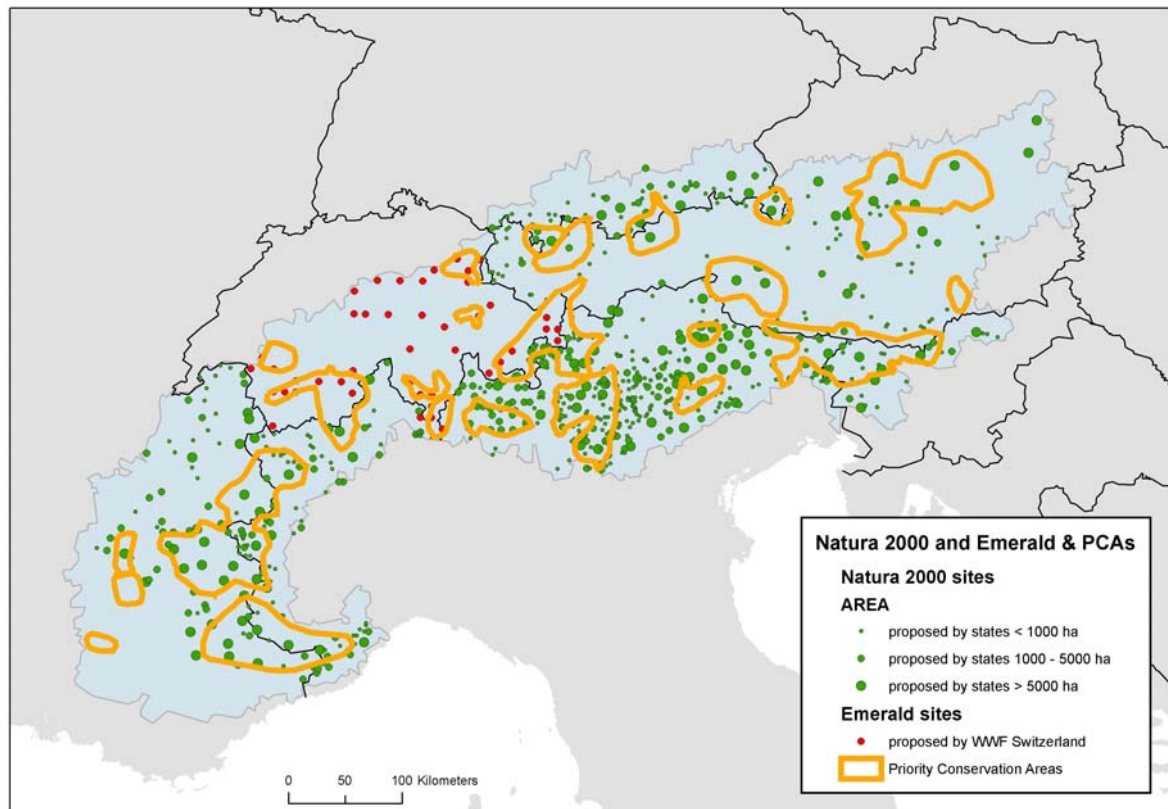 Natura 2000 and Emerald & PCAs
Natura 2000 sites
AREA
proposed by states < 1000 ha
proposed by states 1000 - 5000 ha
proposed by states > 5000 ha
Emerald sites
proposed by WWF Switzerland
Priority Conservation Areas
0 50 100 Kilometers